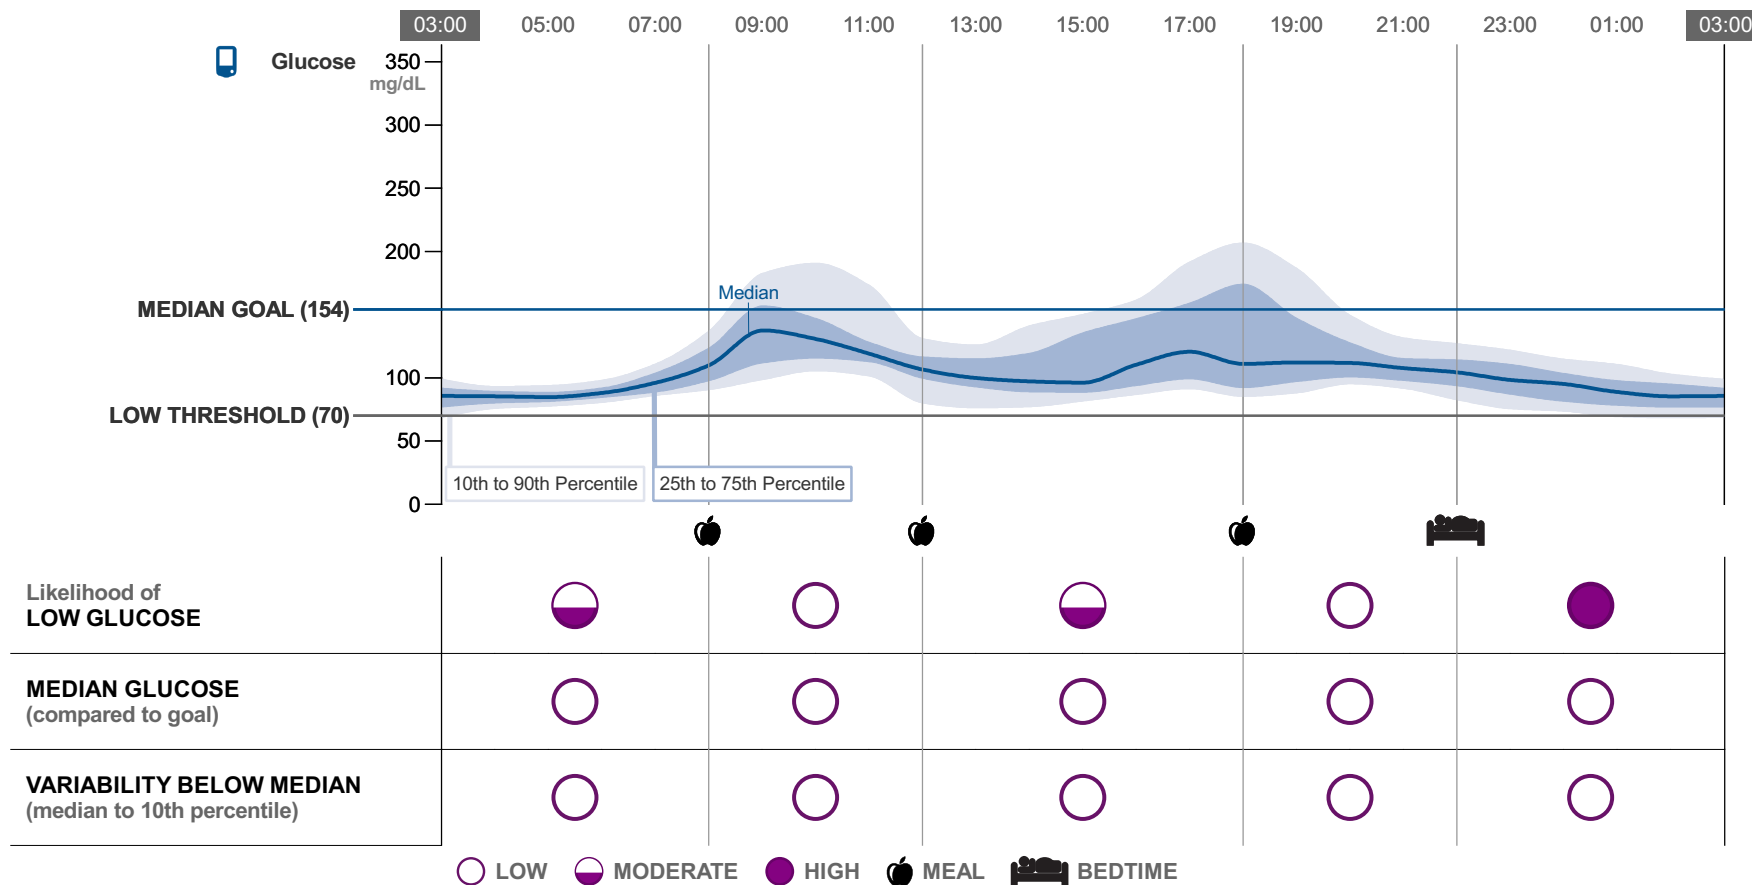 03:00 05:00 07:00 09:00 11:00 13:00 15:00 17:00 19:00 21:00 23:00 01:00 03:00
Glucose 350
mg/dL
300
250
200
Median
MEDIAN GOAL (154)
100
LOW THRESHOLD (70)
50
10th to 90th Percentile 25th to 75th Percentile
0
Likelihood of
LOW GLUCOSE
MEDIAN GLUCOSE
(compared to goal)
VARIABILITY BELOW MEDIAN
(median to 10th percentile)
LOW MODERATE HIGH MEAL BEDTIME